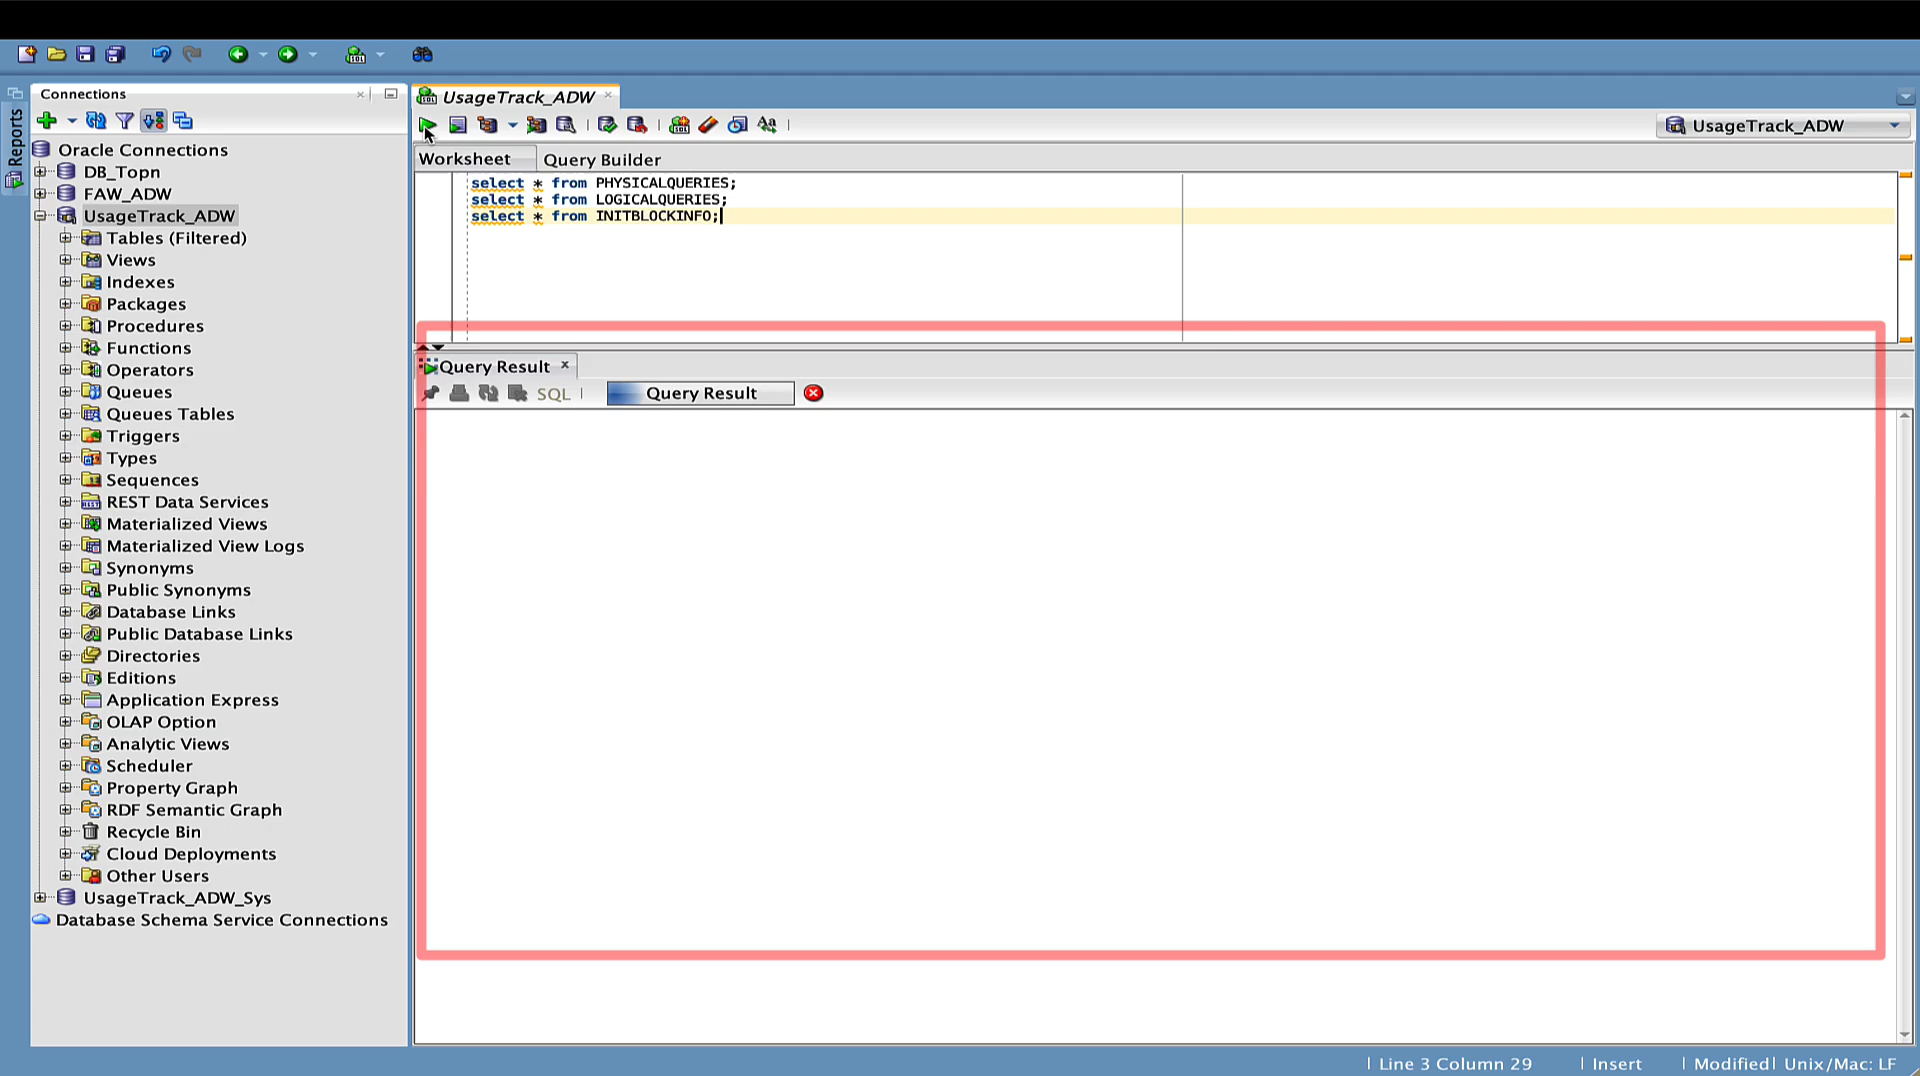 Connections
UsageTrack_ADW
UsageTrack_ADW
Reports
Worksheet
Query Builder
Oracle Connections
DB_Topn
FAW_ADW
UsageTrack_ADW
Tables (Filtered)
Views
Indexes
Packages
Procedures
Functions
Operators
Queues
Queues Tables
Triggers
Types
Sequences
REST Data Services
Materialized Views
Materialized View Logs
Synonyms
Public Synonyms
Database Links
Public Database Links
Directories
Editions
Application Express
OLAP Option
Analytic Views
Scheduler
Property Graph
RDF Semantic Graph
Recycle Bin
Cloud Deployments
Other Users
UsageTrack_ADW_Sys
Database Schema Service Connections
select * from PHYSICALQUERIES;
select * from LOGICALQUERIES;
select * from INITBLOCKINFO;
Query Result
SQL
Query Result
Line 3 Column 29
Insert
Modified
Unix/Mac: LF